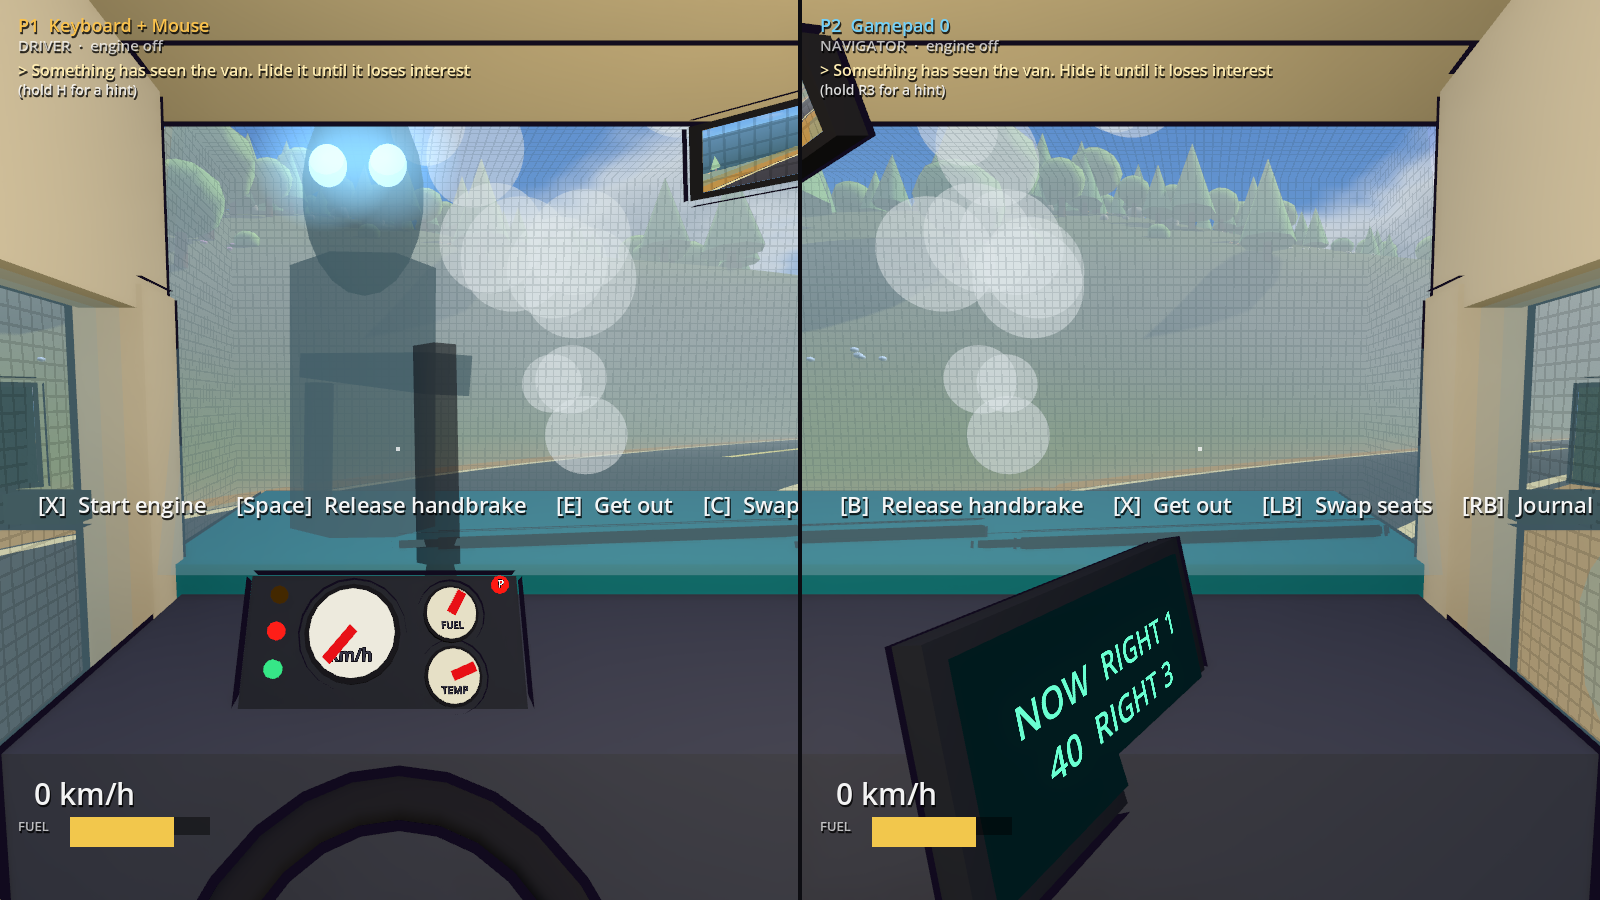 P1 Keyboard + Mouse
DRIVER · engine off
> Something has seen the van. Hide it until it loses interest
(hold H for a hint)
[X] Start engine [Space] Release handbrake [E] Get out [C] Swap
P
FUEL
km/h
TEMP
0 km/h
FUEL
P2 Gamepad 0
NAVIGATOR · engine off
> Something has seen the van. Hide it until it loses interest
(hold R3 for a hint)
[B] Release handbrake [X] Get out [LB] Swap seats [RB] Journal
NOW RIGHT 1
40 RIGHT 3
0 km/h
FUEL